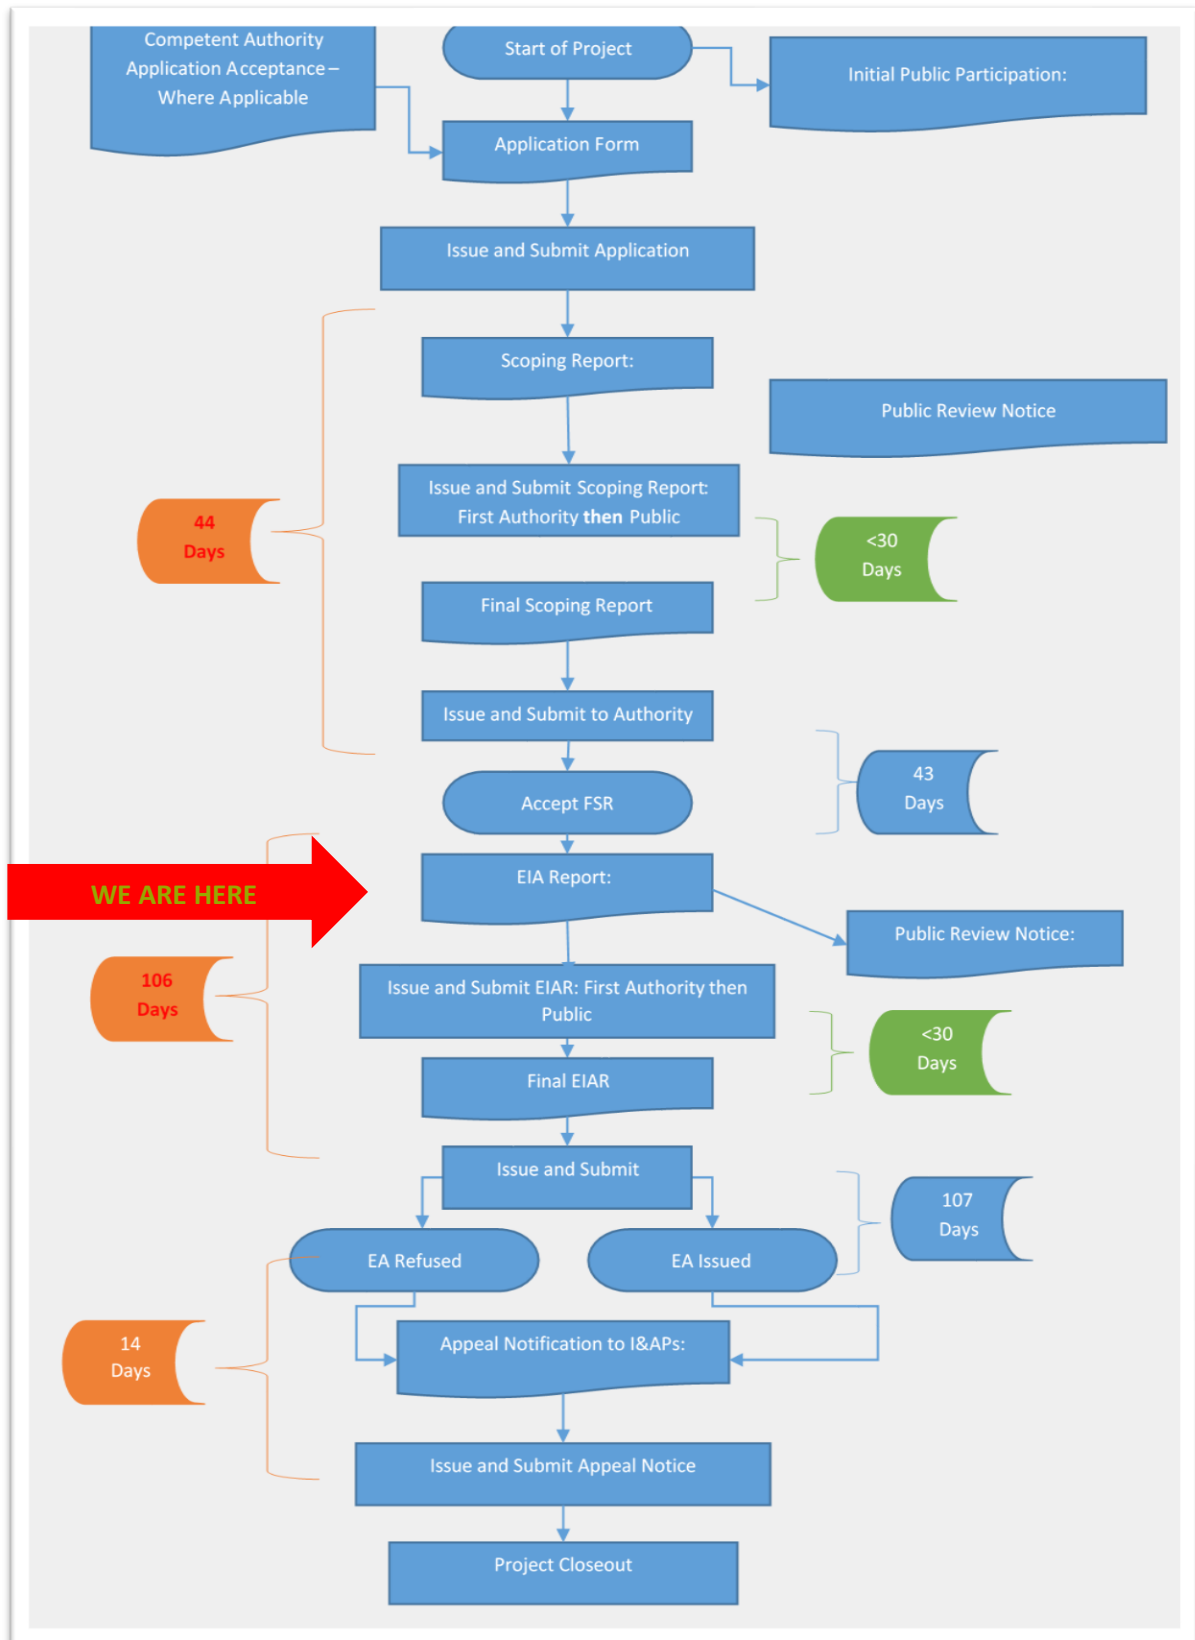 Competent Authority
Application Acceptance –
Where Applicable
Start of Project
Initial Public Participation:
Application Form
Issue and Submit Application
Scoping Report:
Public Review Notice
Issue and Submit Scoping Report:
First Authority then Public
44
Days
<30
Days
Final Scoping Report
Issue and Submit to Authority
43
Days
Accept FSR
EIA Report:
WE ARE HERE
Public Review Notice:
106
Days
Issue and Submit EIAR: First Authority then
Public
<30
Days
Final EIAR
Issue and Submit
107
Days
EA Refused
EA Issued
14
Days
Appeal Notification to I&APs:
Issue and Submit Appeal Notice
Project Closeout